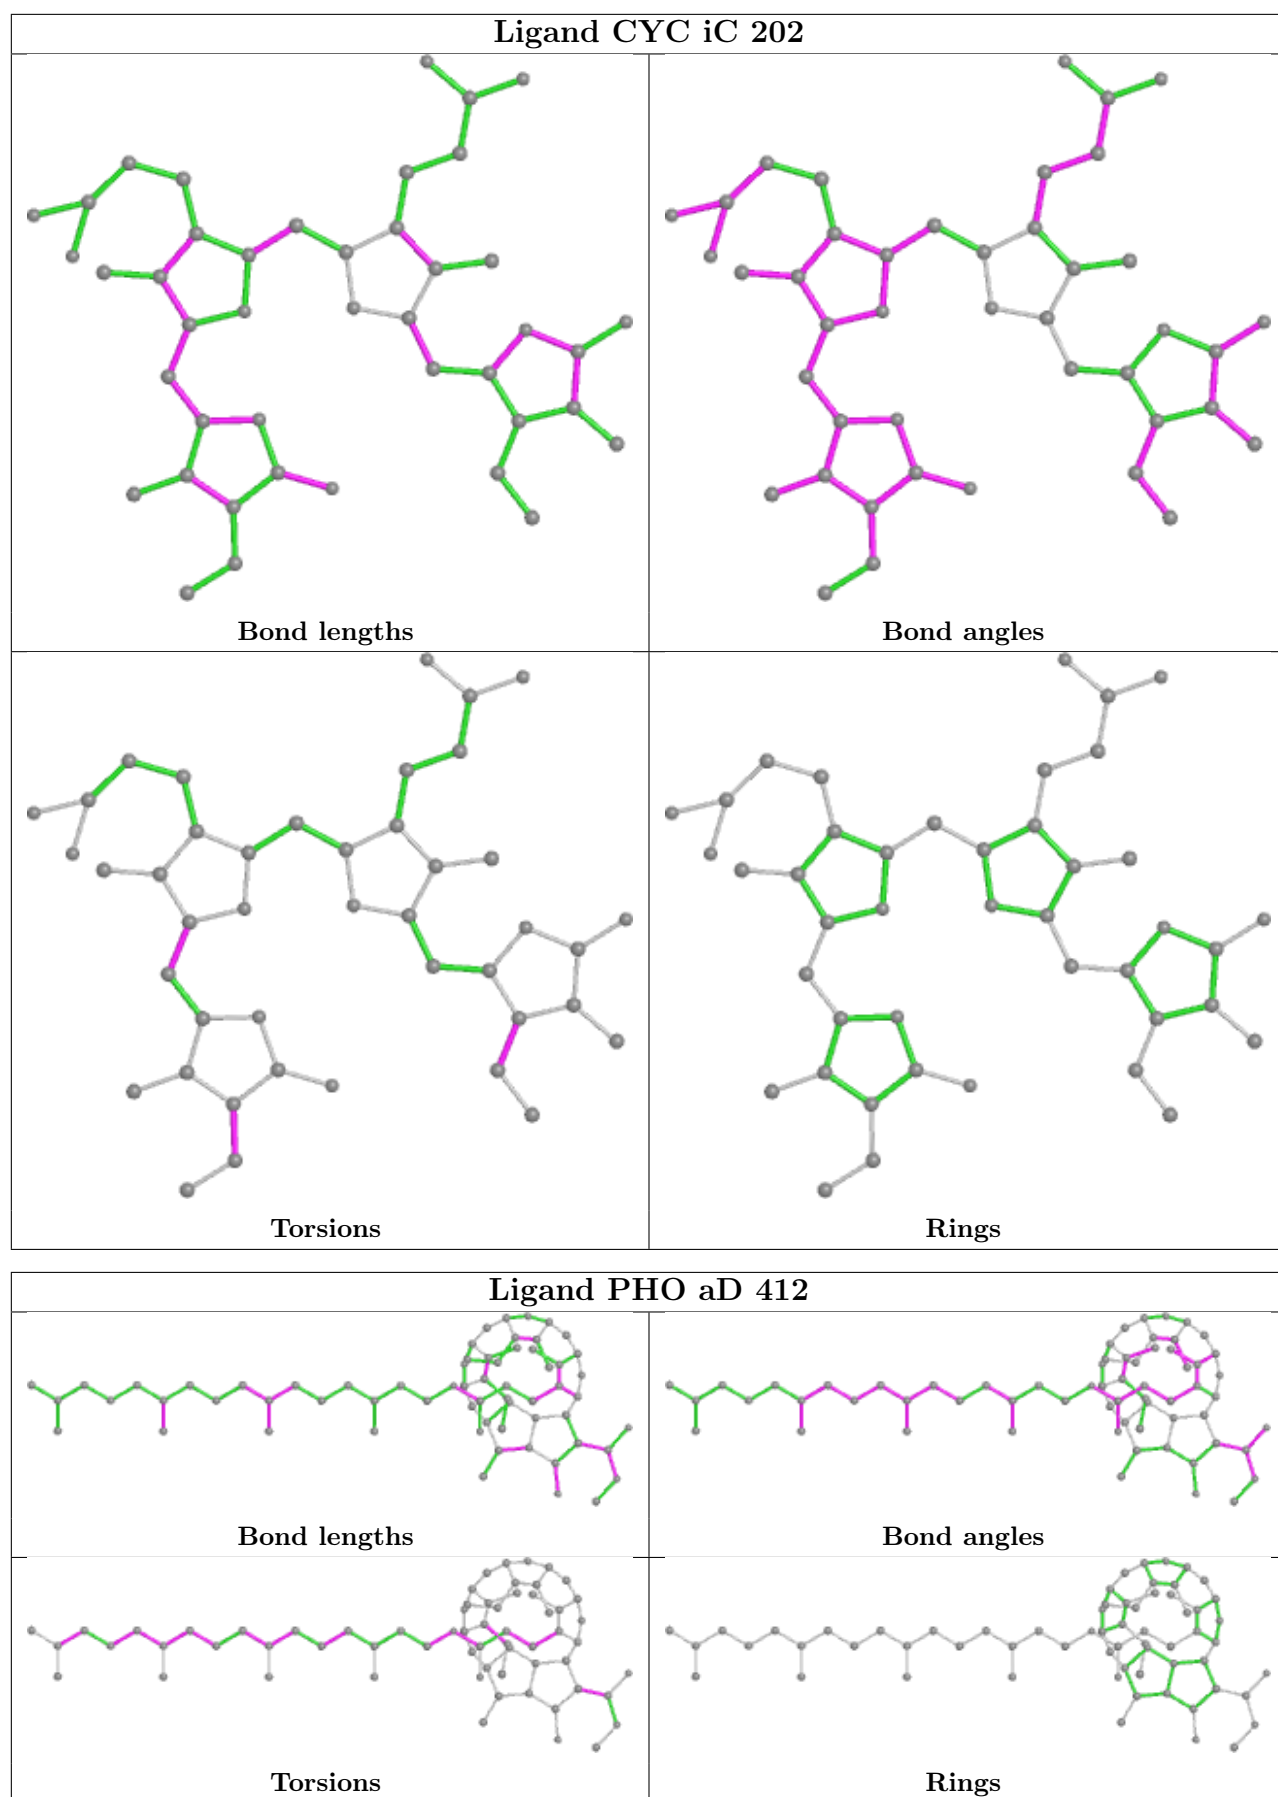 Ligand CYC iC 202
Bond lengths
Bond angles
Torsions
Rings
Ligand PHO aD 412
Bond lengths
Bond angles
Torsions
Rings